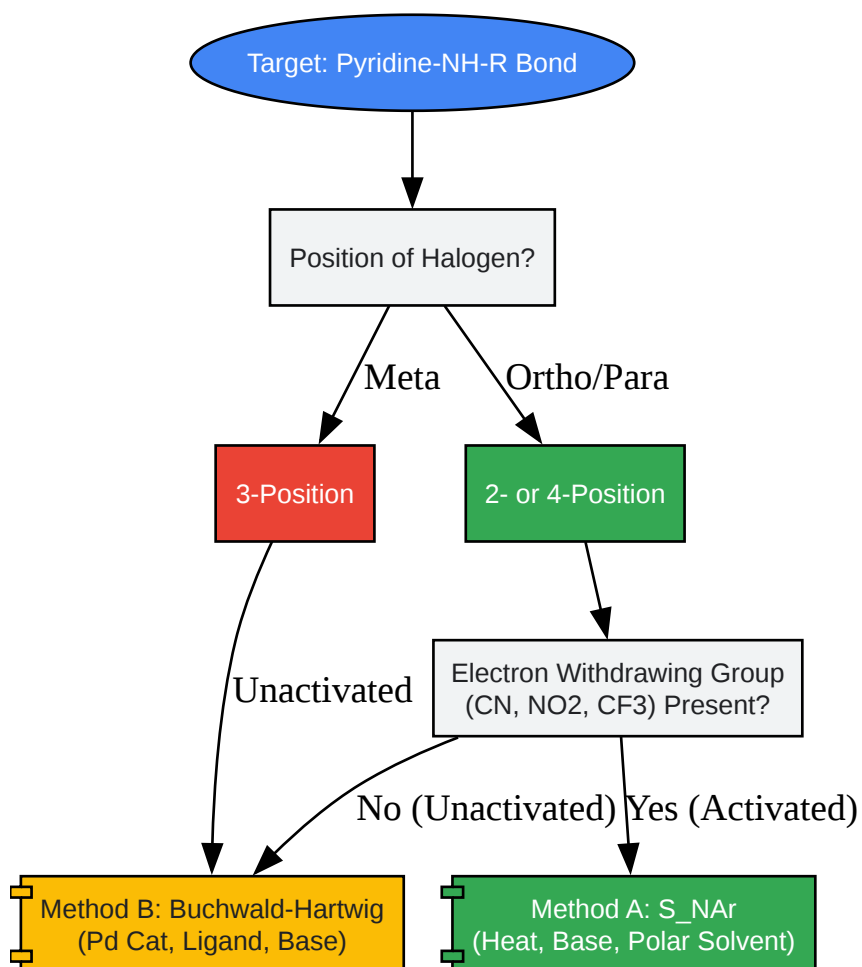 Target: Pyridine-NH-R Bond
Position of Halogen?
Meta
Ortho/Para
3-Position
2- or 4-Position
Electron Withdrawing Group
(CN, NO2, CF3) Present?
Unactivated
No (Unactivated)
Yes (Activated)
Method B: Buchwald-Hartwig
(Pd Cat, Ligand, Base)
Method A: S_NAr
(Heat, Base, Polar Solvent)